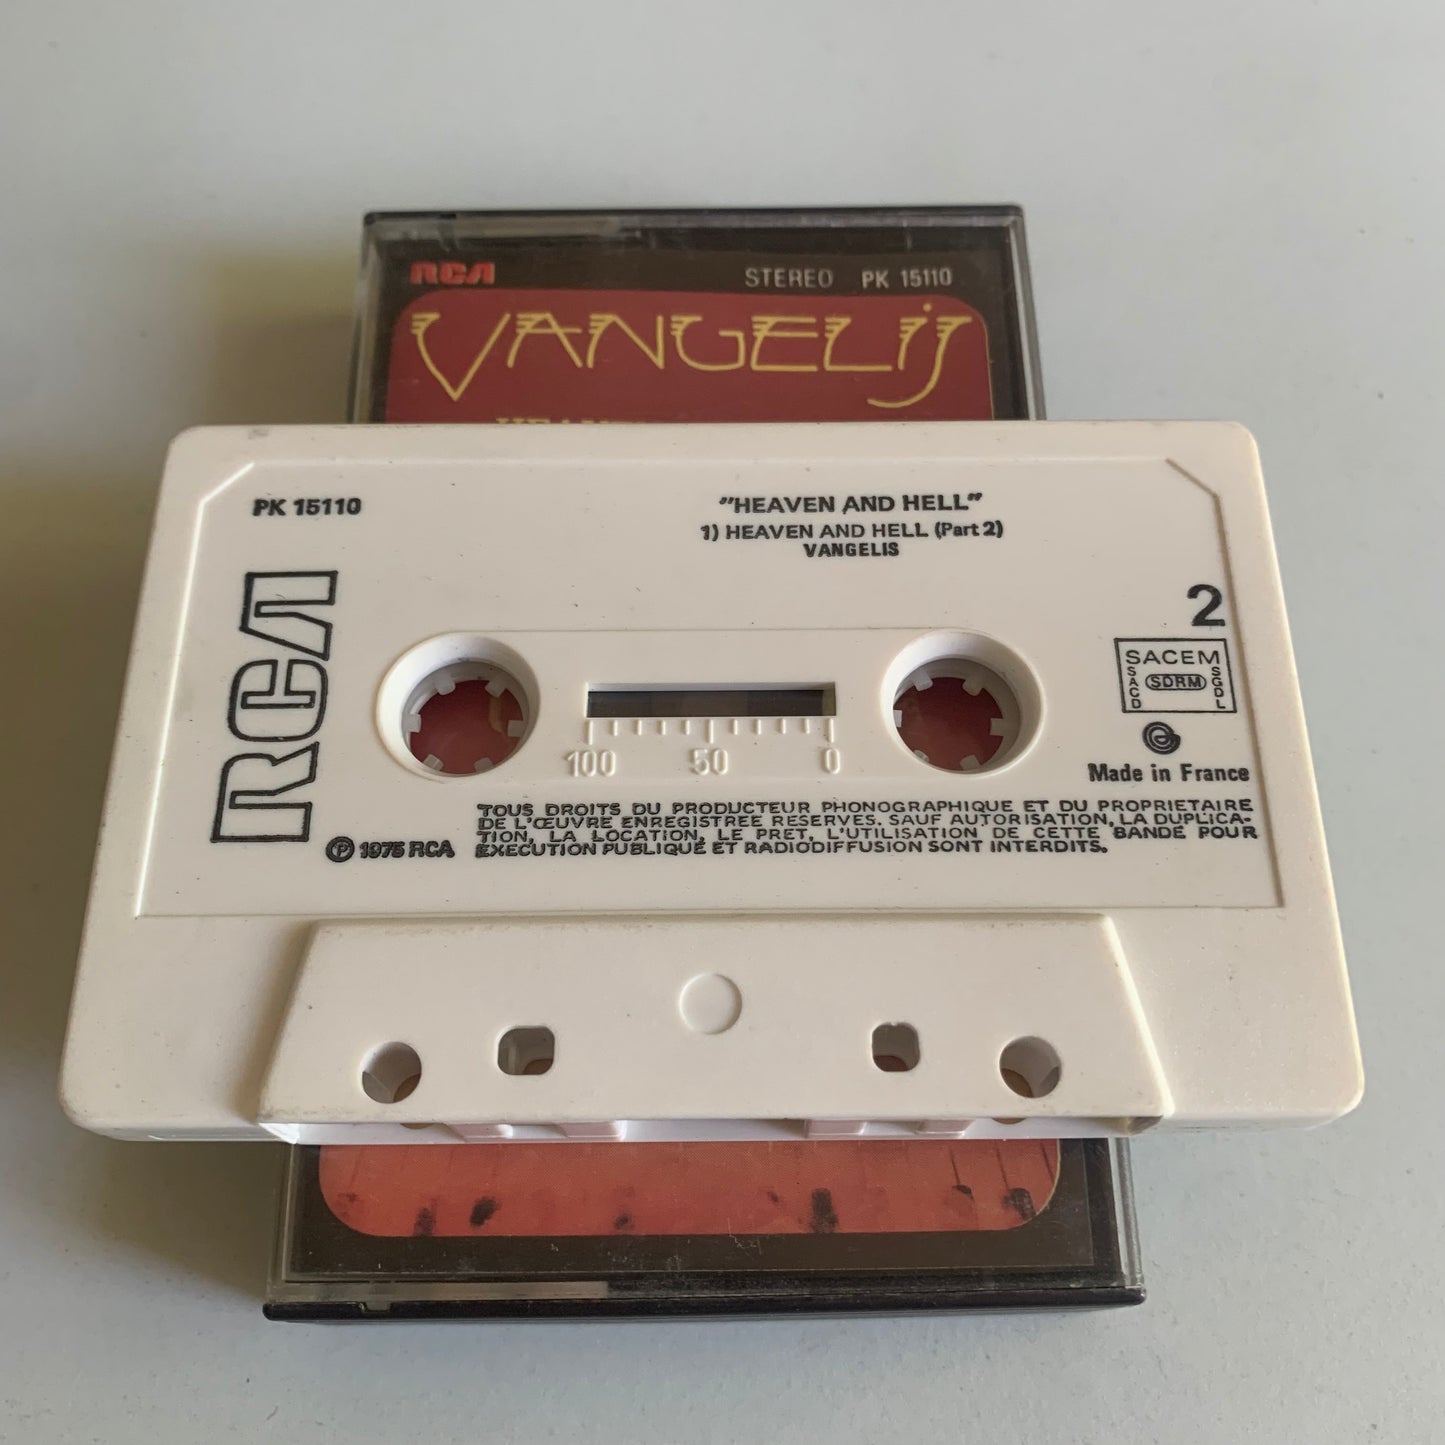 RCA
STEREO PK 15110
VANGELIS
PK 15110
"HEAVEN AND HELL"
1) HEAVEN AND HELL (Part 2)
VANGELIS
RCA
2
SACEM
SACD
SDRM
SGDL
Made in France
100 50 0
Ⓟ 1975 RCA
TOUS DROITS DU PRODUCTEUR PHONOGRAPHIQUE ET DU PROPRIETAIRE
DE L'ŒUVRE ENREGISTREE RESERVES. SAUF AUTORISATION, LA DUPLICA-
TION, LA LOCATION, LE PRET, L'UTILISATION DE CETTE BANDE POUR
EXECUTION PUBLIQUE ET RADIODIFFUSION SONT INTERDITS.